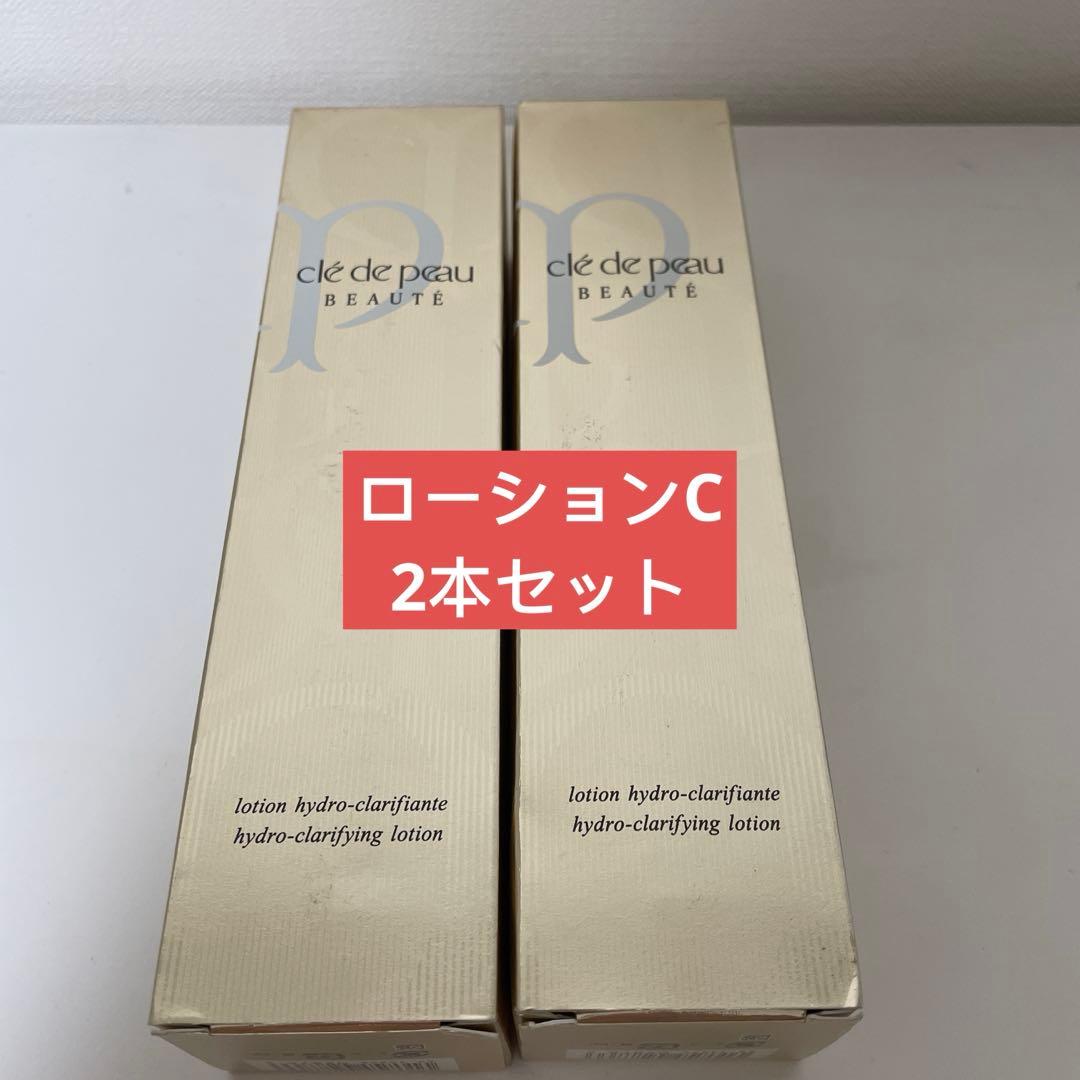 clé de peau
BEAUTÉ
clé de peau
BEAUTÉ
ローションC
2本セット
lotion hydro-clarifiante
hydro-clarifying lotion
lotion hydro-clarifiante
hydro-clarifying lotion